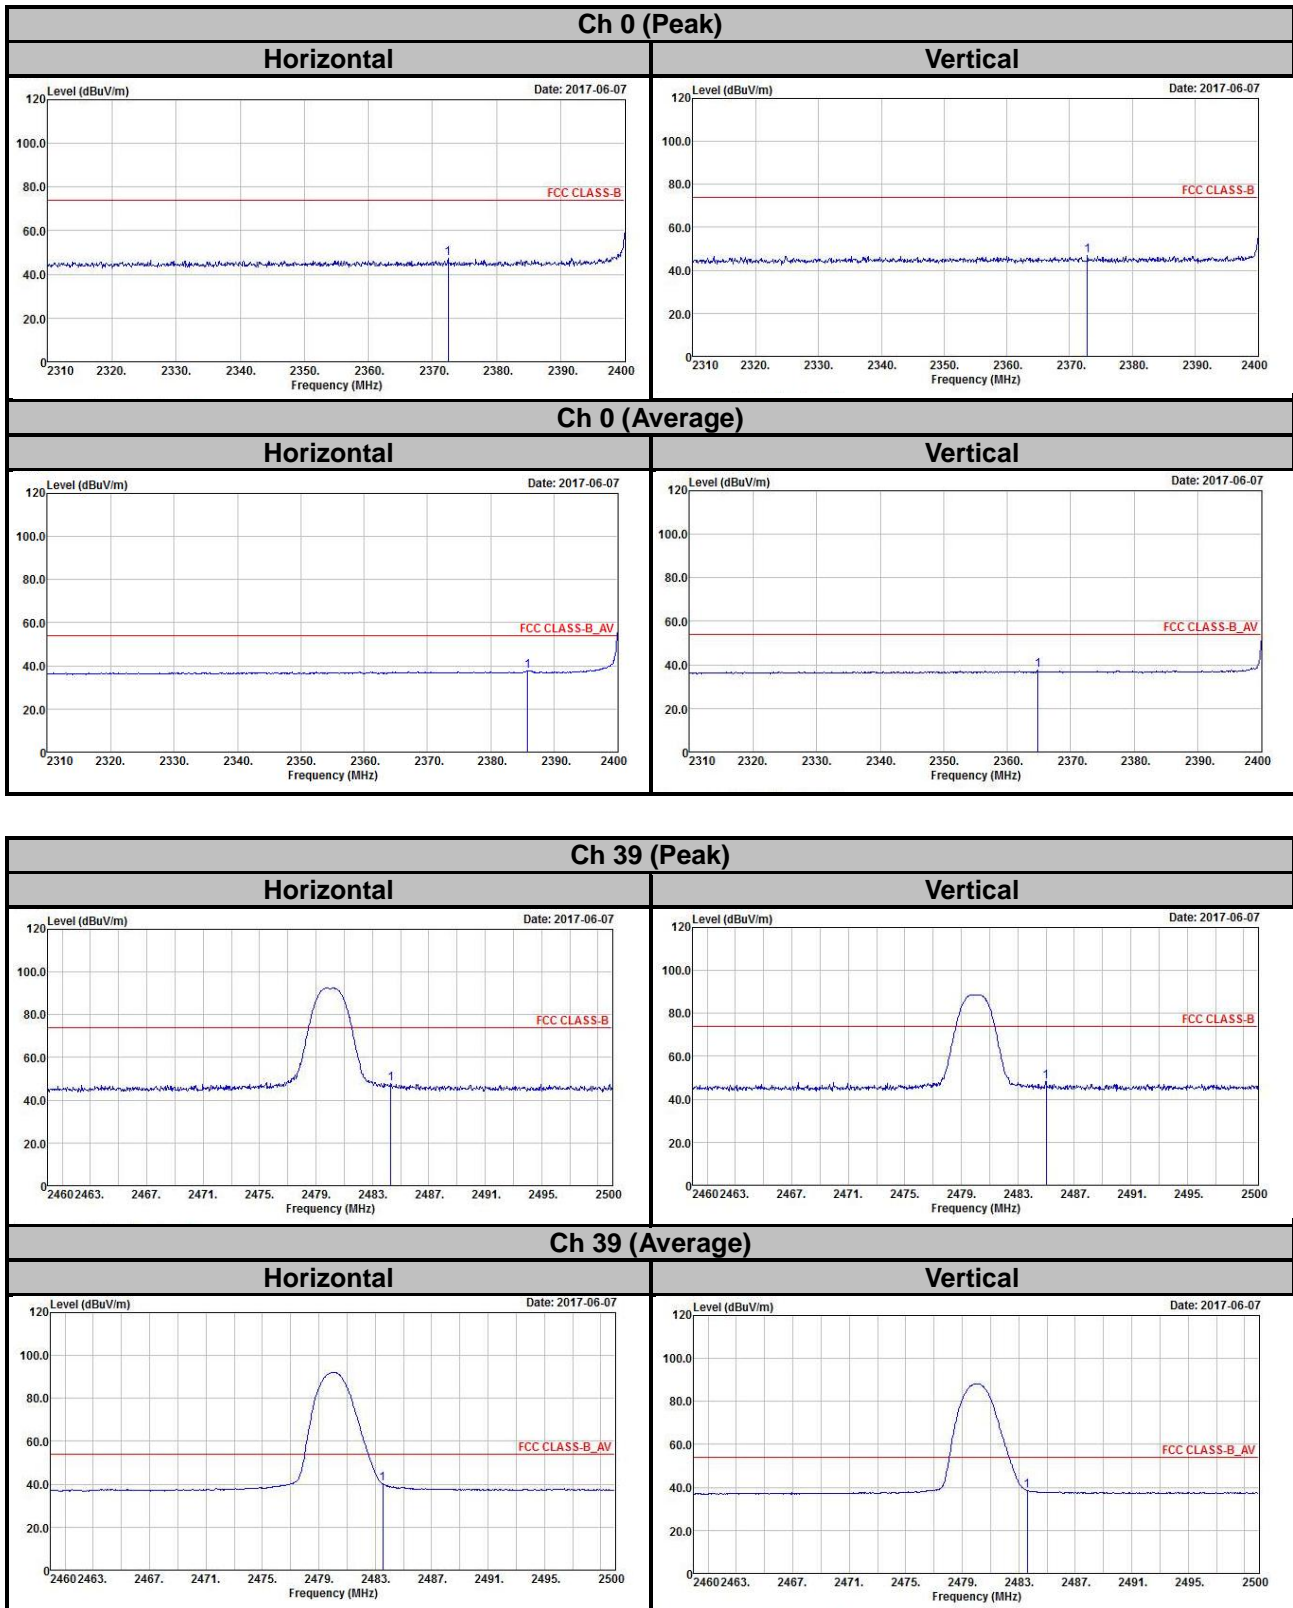 Ch 0 (Peak)
Horizontal Vertical
Level (dBuV/m) Date: 2017-06-07
120
100.0
80.0
FCC CLASS-B
60.0
1
40.0
20.0
0
2310 2320. 2330. 2340. 2350. 2360. 2370. 2380. 2390. 2400
Frequency (MHz)
Level (dBuV/m) Date: 2017-06-07
120
100.0
80.0
FCC CLASS-B
60.0
1
40.0
20.0
0
2310 2320. 2330. 2340. 2350. 2360. 2370. 2380. 2390. 2400
Frequency (MHz)
Ch 0 (Average)
Horizontal Vertical
Level (dBuV/m) Date: 2017-06-07
120
100.0
80.0
60.0
FCC CLASS-B_AV
40.0
1
20.0
0
2310 2320. 2330. 2340. 2350. 2360. 2370. 2380. 2390. 2400
Frequency (MHz)
Level (dBuV/m) Date: 2017-06-07
120
100.0
80.0
60.0
FCC CLASS-B_AV
40.0
1
20.0
0
2310 2320. 2330. 2340. 2350. 2360. 2370. 2380. 2390. 2400
Frequency (MHz)
Ch 39 (Peak)
Horizontal Vertical
Level (dBuV/m) Date: 2017-06-07
120
100.0
80.0
FCC CLASS-B
60.0
1
40.0
20.0
0
2460 2463. 2467. 2471. 2475. 2479. 2483. 2487. 2491. 2495. 2500
Frequency (MHz)
Level (dBuV/m) Date: 2017-06-07
120
100.0
80.0
FCC CLASS-B
60.0
1
40.0
20.0
0
2460 2463. 2467. 2471. 2475. 2479. 2483. 2487. 2491. 2495. 2500
Frequency (MHz)
Ch 39 (Average)
Horizontal Vertical
Level (dBuV/m) Date: 2017-06-07
120
100.0
80.0
60.0
FCC CLASS-B_AV
1
40.0
20.0
0
2460 2463. 2467. 2471. 2475. 2479. 2483. 2487. 2491. 2495. 2500
Frequency (MHz)
Level (dBuV/m) Date: 2017-06-07
120
100.0
80.0
60.0
FCC CLASS-B_AV
1
40.0
20.0
0
2460 2463. 2467. 2471. 2475. 2479. 2483. 2487. 2491. 2495. 2500
Frequency (MHz)